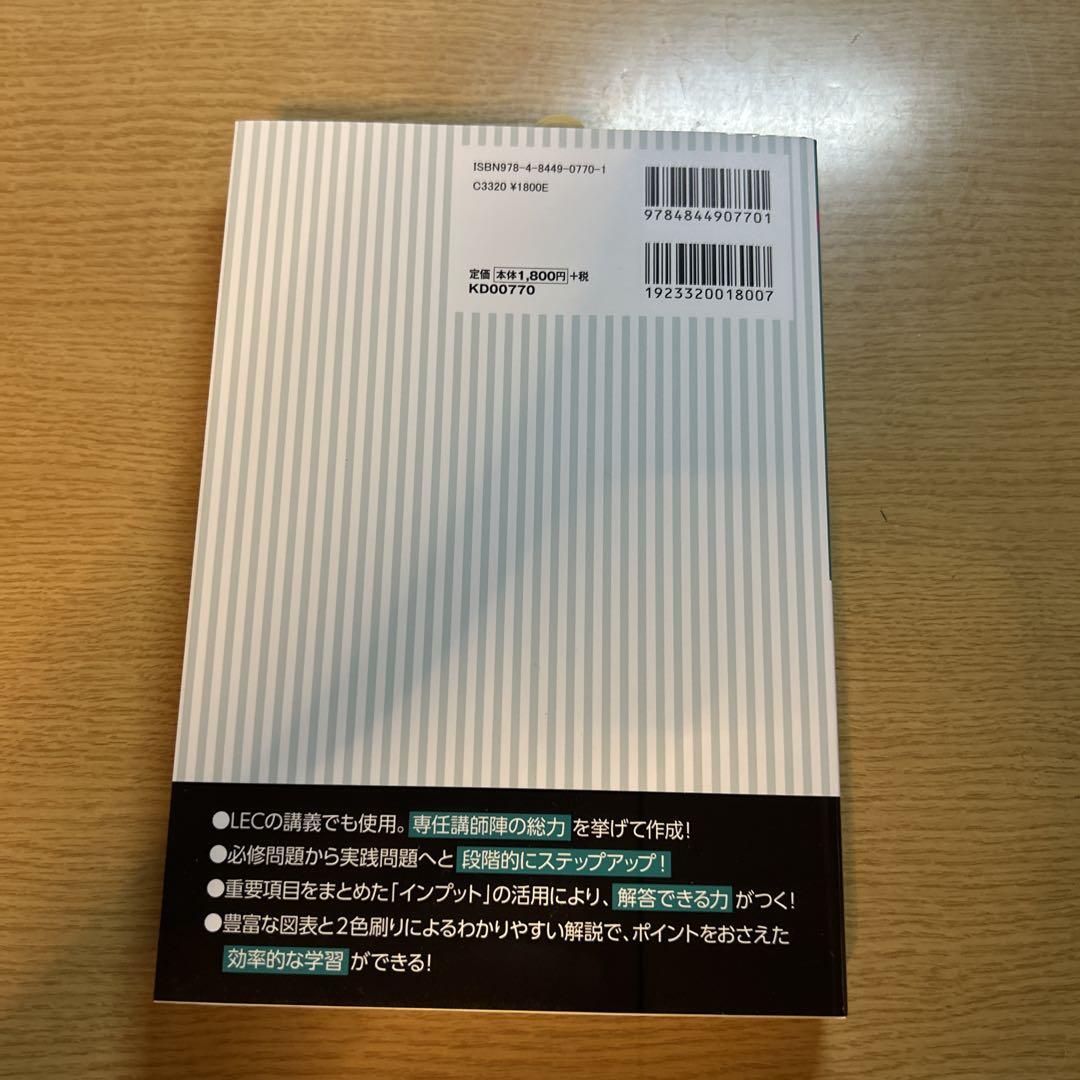 ISBN978-4-8449-0770-1
C3320 ¥1800E
9784844907701
定価 本体1,800円 +税
KD00770
1923320018007
●LECの講義でも使用。専任講師陣の総力 を挙げて作成!
●必修問題から実践問題へと 段階的にステップアップ!
●重要項目をまとめた「インプット」の活用により、解答できる力 がつく!
●豊富な図表と2色刷りによるわかりやすい解説で、ポイントをおさえた
効率的な学習 ができる!